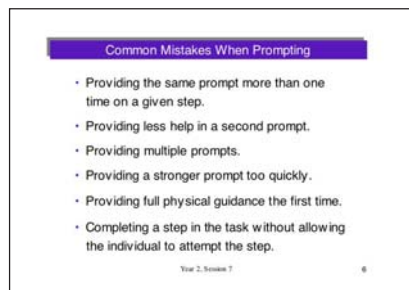 Common Mistakes When Prompting
• Providing the same prompt more than one
time on a given step.
• Providing less help in a second prompt.
• Providing multiple prompts.
• Providing a stronger prompt too quickly.
• Providing full physical guidance the first time.
• Completing a step in the task without allowing
the individual to attempt the step.
Year 2, Session 7
6